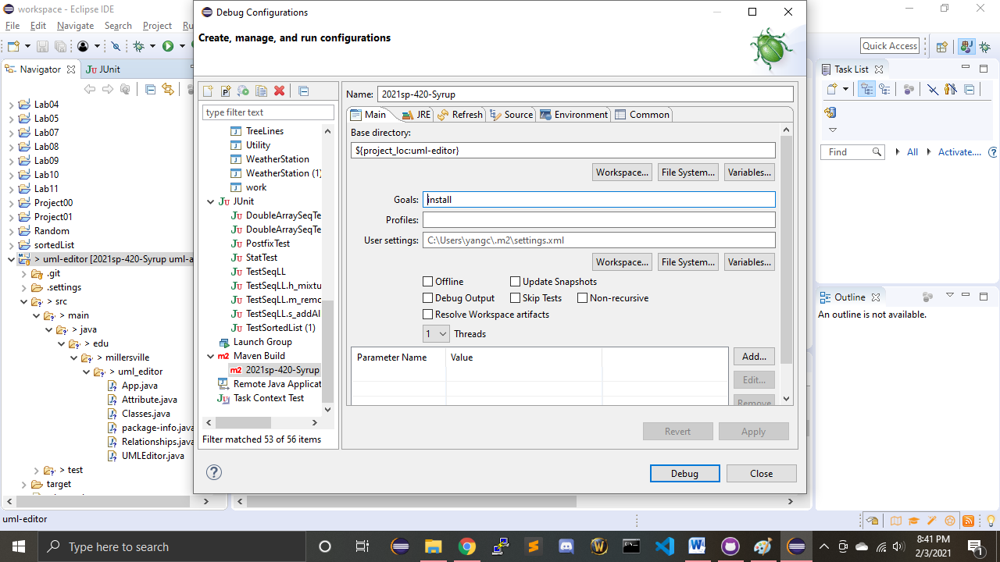 workspace - Eclipse IDE
File Edit Navigate Search Project Ru
Quick Access
Navigator
JUnit
Lab04
Lab05
Lab07
Lab08
Lab09
Lab10
Lab11
Project00
Project01
Random
sortedList
> uml-editor [2021sp-420-Syrup uml-a
.git
.settings
> src
> main
> java
> edu
> millersville
> uml_editor
App.java
Attribute.java
Classes.java
package-info.java
Relationships.java
UMLEditor.java
> test
target
uml-editor
Debug Configurations
Create, manage, and run configurations
type filter text
TreeLines
Utility
WeatherStation
WeatherStation (1)
work
JUnit
DoubleArraySeqTe
DoubleArraySeqTe
PostfixTest
StatTest
TestSeqLL
TestSeqLL.h_mixtu
TestSeqLL.m_remo
TestSeqLL.s_addAl
TestSortedList (1)
Launch Group
Maven Build
2021sp-420-Syrup
Remote Java Applicat
Task Context Test
Filter matched 53 of 56 items
Name: 2021sp-420-Syrup
Main JRE Refresh Source Environment Common
Base directory:
${project_loc:uml-editor}
Workspace... File System... Variables...
Goals: install
Profiles:
User settings: C:\Users\yangc\.m2\settings.xml
Workspace... File System... Variables...
Offline Update Snapshots
Debug Output Skip Tests Non-recursive
Resolve Workspace artifacts
1 Threads
Parameter Name Value
Add...
Edit...
Remove
Revert Apply
Debug Close
Task List
Find All Activate...
Outline
An outline is not available.
Type here to search
8:41 PM
2/3/2021
1